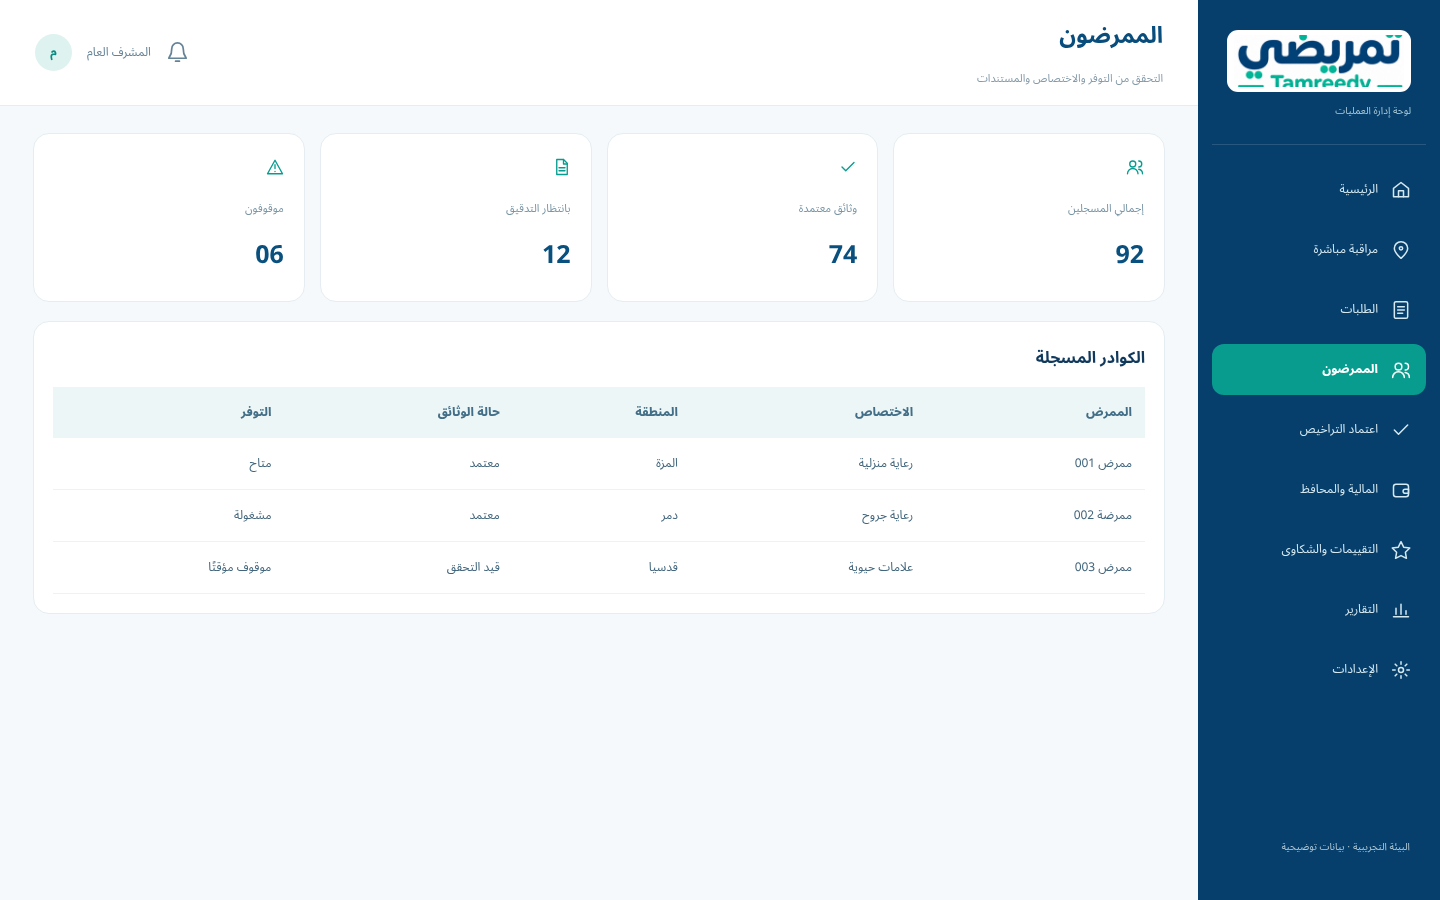 تمريضي
Tamreedy
لوحة إدارة العمليات
الرئيسية
مراقبة مباشرة
الطلبات
الممرضون
اعتماد التراخيص
المالية والمحافظ
التقييمات والشكاوى
التقارير
الإعدادات
البيئة التجريبية · بيانات توضيحية
الممرضون
التحقق من التوفر والاختصاص والمستندات
المشرف العام
م
إجمالي المسجلين
92
وثائق معتمدة
74
بانتظار التدقيق
12
موقوفون
06
الكوادر المسجلة
الممرض الاختصاص المنطقة حالة الوثائق التوفر
ممرض 001 رعاية منزلية المزة معتمد متاح
ممرضة 002 رعاية جروح دمر معتمد مشغولة
ممرض 003 علامات حيوية قدسيا قيد التحقق موقوف مؤقتًا